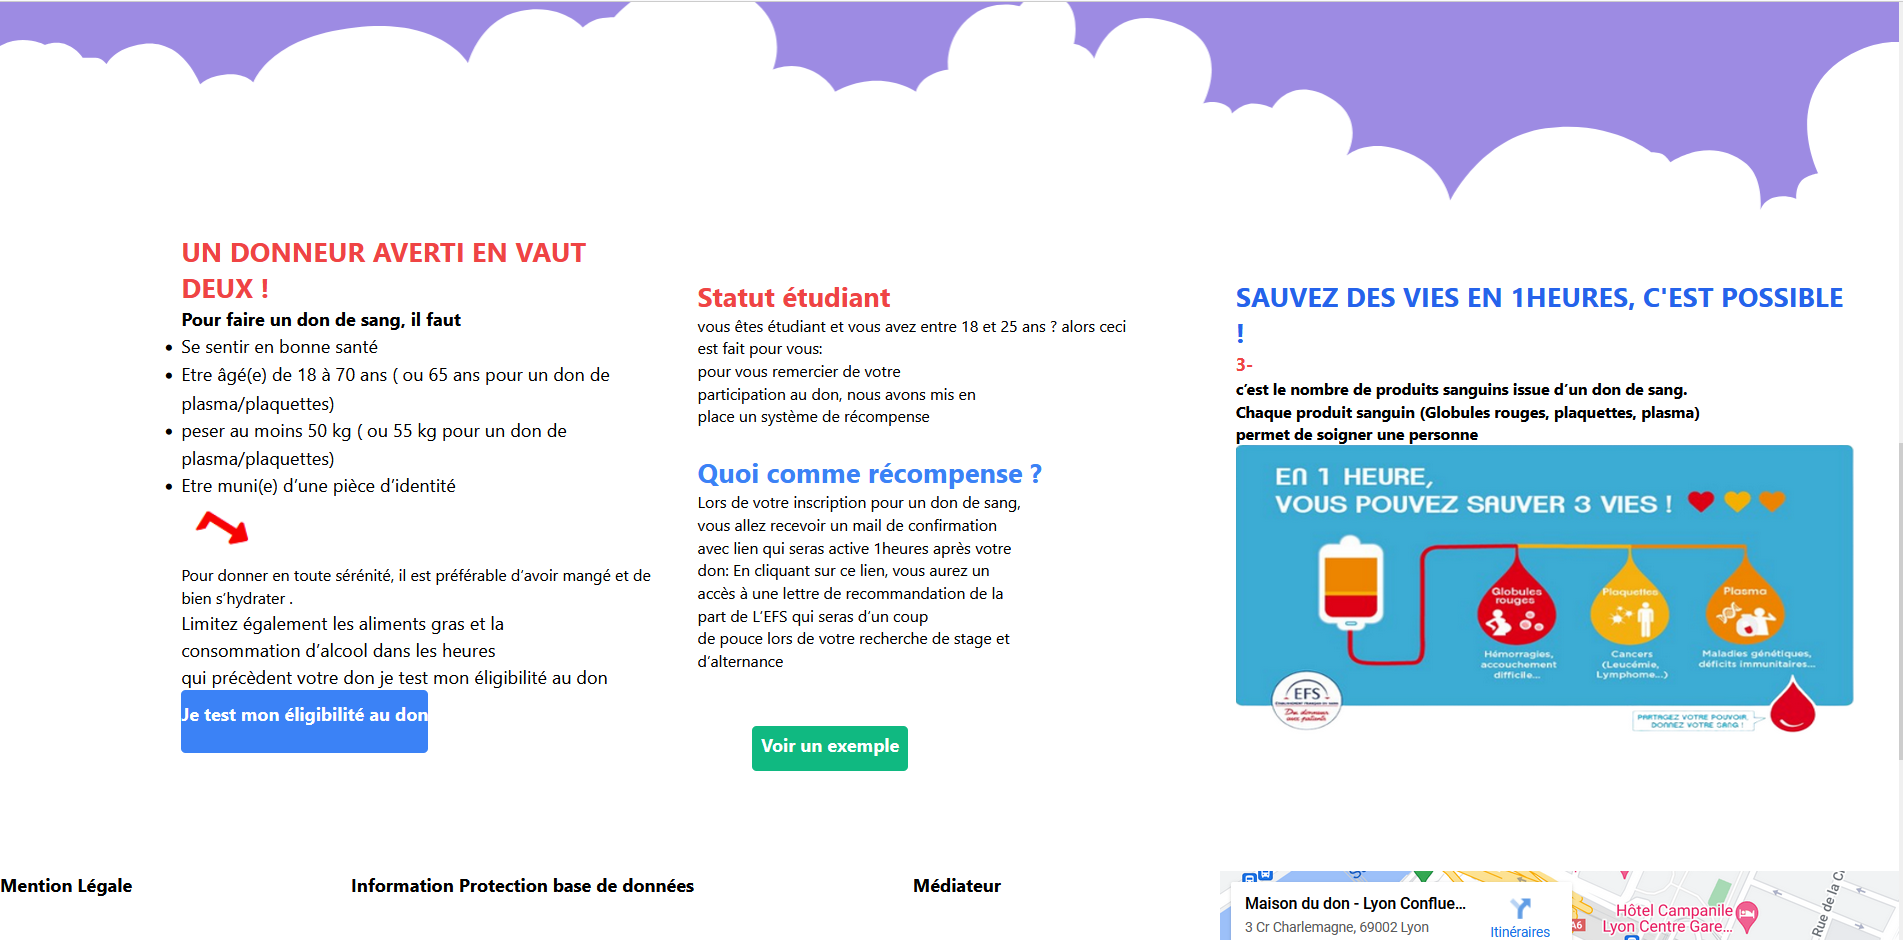 UN DONNEUR AVERTI EN VAUT
DEUX !
Pour faire un don de sang, il faut
Se sentir en bonne santé
Etre âgé(e) de 18 à 70 ans ( ou 65 ans pour un don de
plasma/plaquettes)
peser au moins 50 kg ( ou 55 kg pour un don de
plasma/plaquettes)
Etre muni(e) d’une pièce d’identité
Pour donner en toute sérénité, il est préférable d’avoir mangé et de
bien s’hydrater .
Limitez également les aliments gras et la
consommation d’alcool dans les heures
qui précèdent votre don je test mon éligibilité au don
Je test mon éligibilité au don
Statut étudiant
vous êtes étudiant et vous avez entre 18 et 25 ans ? alors ceci
est fait pour vous:
pour vous remercier de votre
participation au don, nous avons mis en
place un système de récompense
Quoi comme récompense ?
Lors de votre inscription pour un don de sang,
vous allez recevoir un mail de confirmation
avec lien qui seras active 1heures après votre
don: En cliquant sur ce lien, vous aurez un
accès à une lettre de recommandation de la
part de L’EFS qui seras d’un coup
de pouce lors de votre recherche de stage et
d’alternance
Voir un exemple
SAUVEZ DES VIES EN 1HEURES, C'EST POSSIBLE
!
3-
c’est le nombre de produits sanguins issue d’un don de sang.
Chaque produit sanguin (Globules rouges, plaquettes, plasma)
permet de soigner une personne
En 1 HEURE,
VOUS POUVEZ SAUVER 3 VIES !
Globules
rouges
Plaquettes
Plasma
Hémorragies,
accouchement
difficile...
Cancers
(Leucémie,
Lymphome...)
Maladies génétiques,
déficits immunitaires...
EFS
ÉTABLISSEMENT FRANÇAIS DU SANG
Du donneur
aux patients
PARTAGEZ VOTRE POUVOIR,
DONNEZ VOTRE SANG !
Mention Légale
Information Protection base de données
Médiateur
Maison du don - Lyon Conflue...
3 Cr Charlemagne, 69002 Lyon
Itinéraires
A6
Hôtel Campanile
Lyon Centre Gare...
Rue de la C